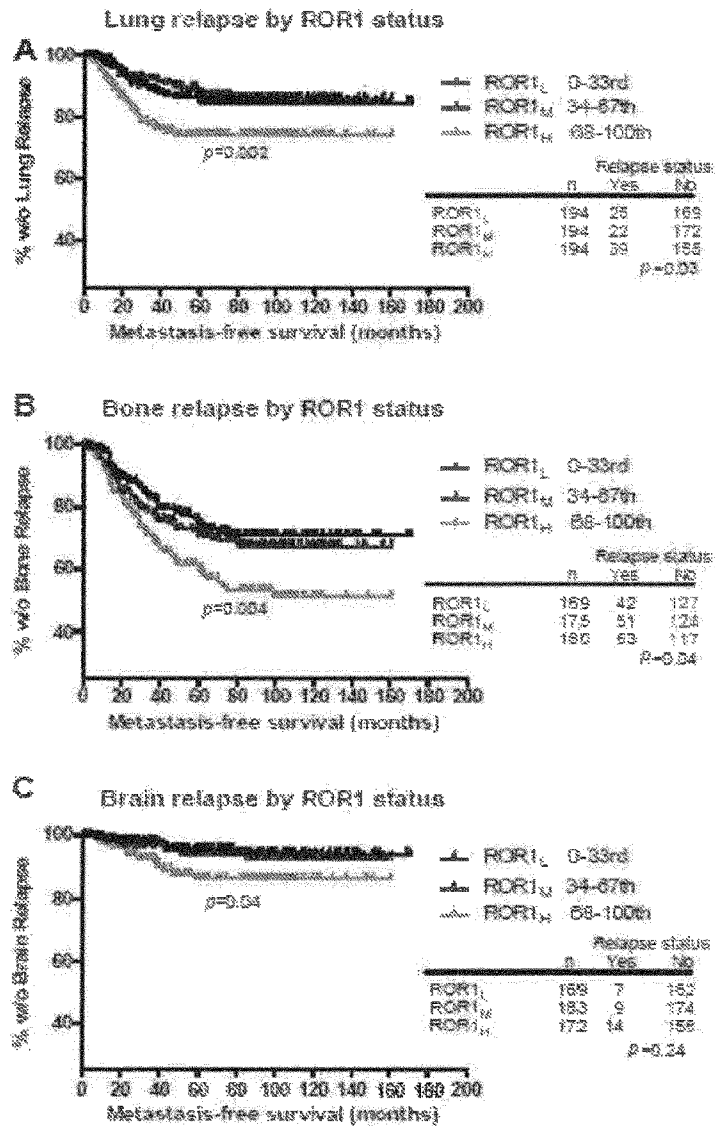 Lung relapse by ROR1 status
A
% w/o Lung Relapse
100
80
60
40
0 20 40 60 80 100 120 140 160 180 200
Metastasis-free survival (months)
p=0.002
ROR1L 0-33rd
ROR1M 34-67th
ROR1H 68-100th
Relapse status
n Yes No
ROR1L 194 25 169
ROR1M 194 22 172
ROR1H 194 39 155
P=0.03
B
Bone relapse by ROR1 status
% w/o Bone Relapse
100
80
60
40
0 20 40 60 80 100 120 140 160 180 200
Metastasis-free survival (months)
p=0.004
ROR1L 0-33rd
ROR1M 34-67th
ROR1H 68-100th
Relapse status
n Yes No
ROR1L 169 42 127
ROR1M 175 51 124
ROR1H 180 63 117
P=0.04
C
Brain relapse by ROR1 status
% w/o Brain Relapse
100
80
60
40
0 20 40 60 80 100 120 140 160 180 200
Metastasis-free survival (months)
p=0.04
ROR1L 0-33rd
ROR1M 34-67th
ROR1H 68-100th
Relapse status
n Yes No
ROR1L 169 7 162
ROR1M 183 9 174
ROR1H 172 14 158
P=0.24